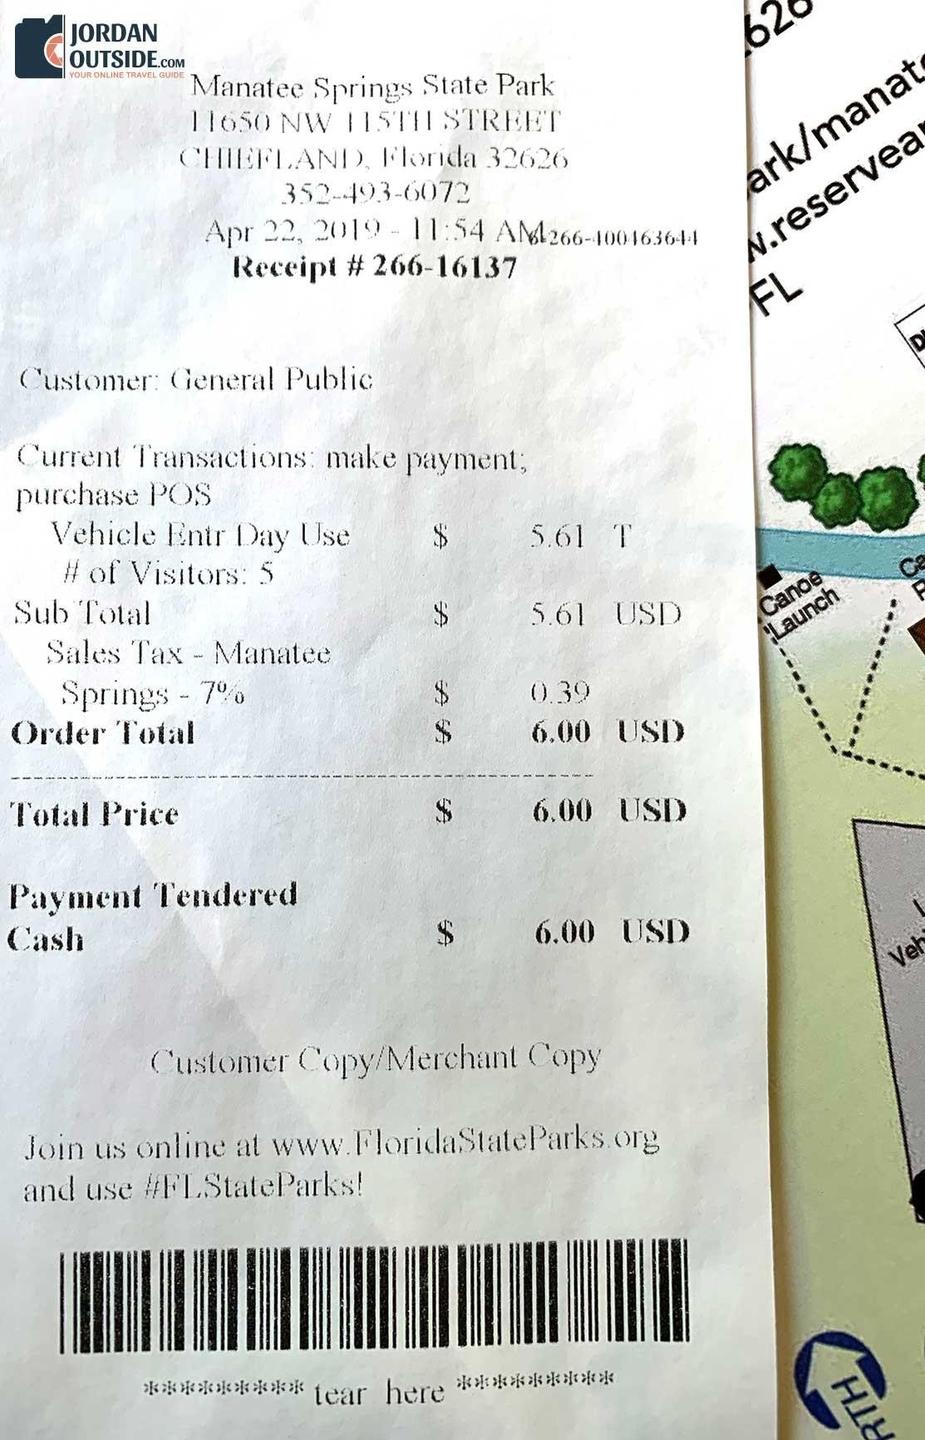 JORDAN
OUTSIDE.COM
YOUR ONLINE TRAVEL GUIDE
Manatee Springs State Park
11650 NW 115TH STREET
CHIEFLAND, Florida 32626
352-493-6072
Apr 22, 2019 - 11:54 AM
266-400463644
Receipt # 266-16137
Customer: General Public
Current Transactions: make payment;
purchase POS
Vehicle Entr Day Use $ 5.61 T
# of Visitors: 5
Sub Total $ 5.61 USD
Sales Tax - Manatee
Springs - 7% $ 0.39
Order Total $ 6.00 USD
Total Price $ 6.00 USD
Payment Tendered
Cash $ 6.00 USD
Customer Copy/Merchant Copy
Join us online at www.FloridaStateParks.org
and use #FLStateParks!
********* tear here *********
626
ark/manat
w.reservea
FL
Canoe
Launch
Ca
Veh
RTH